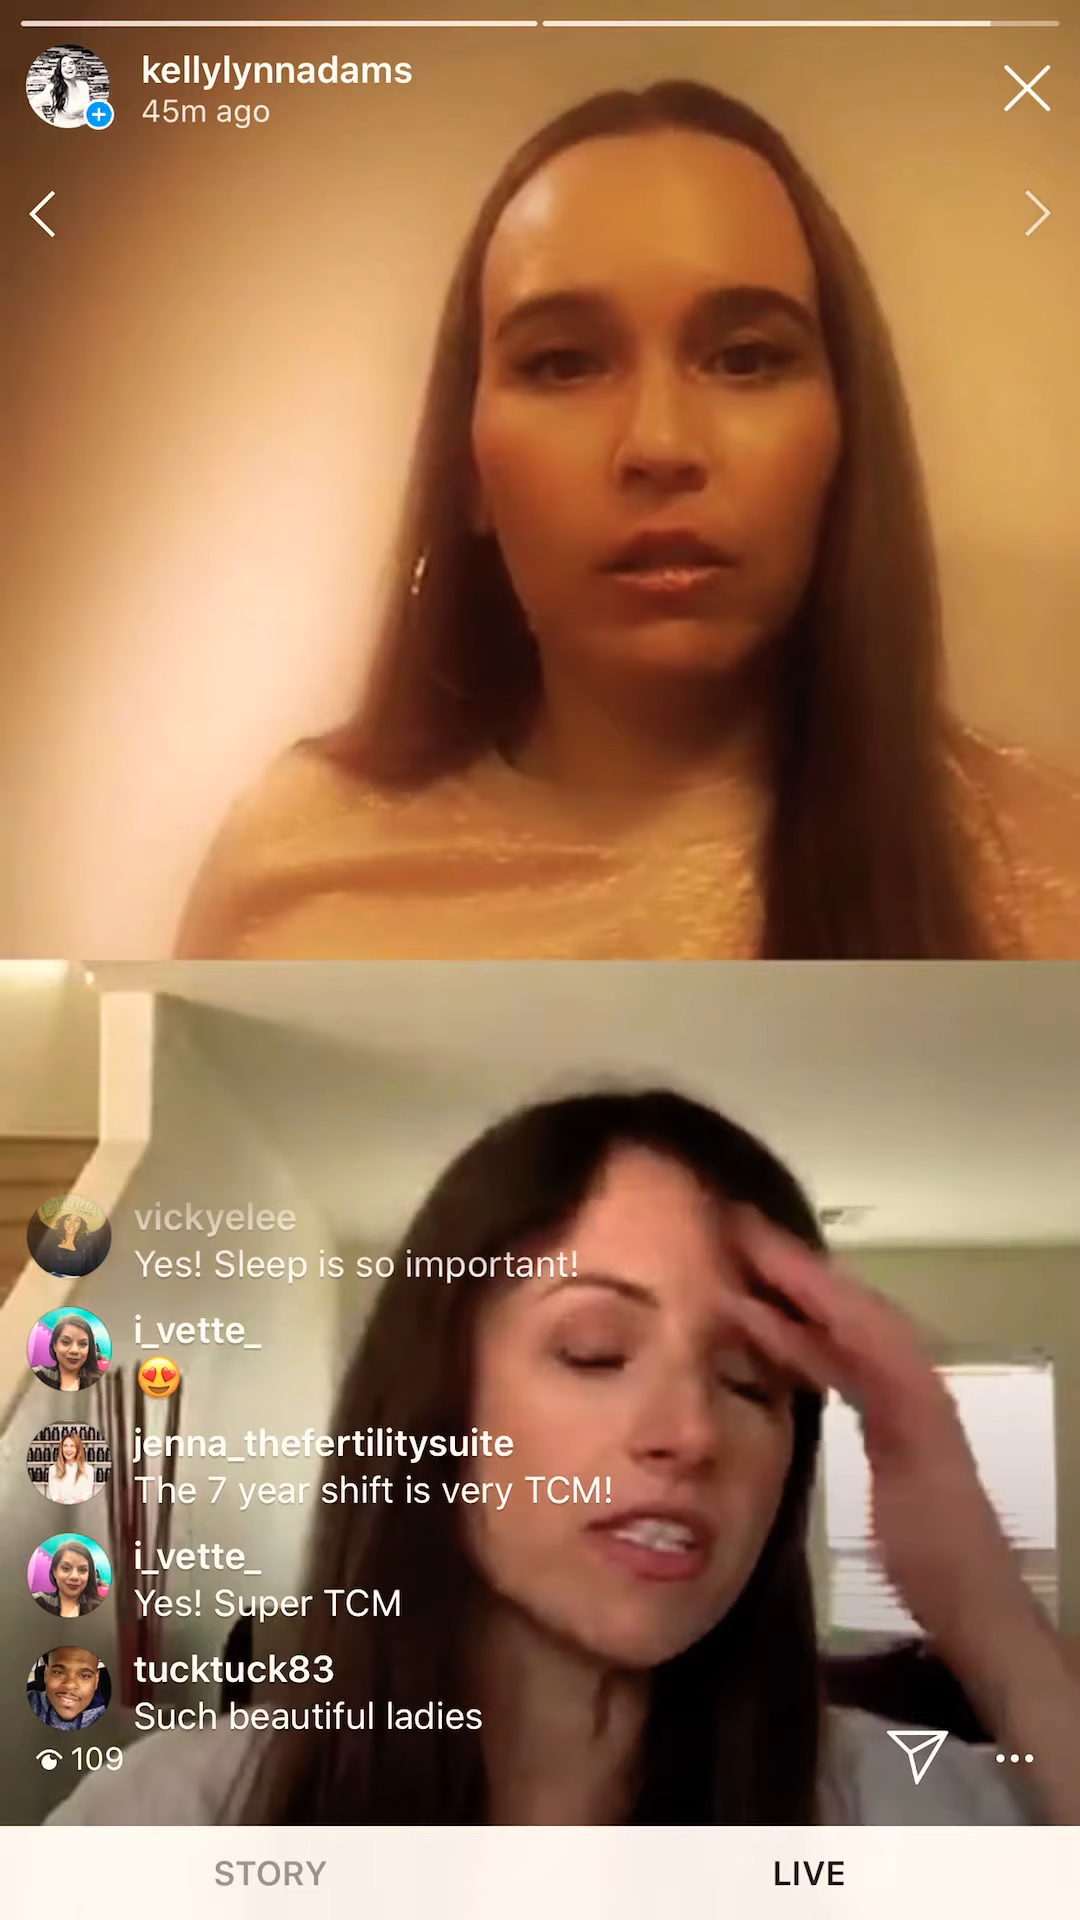 kellylynnadams
45m ago
vickyelee
Yes! Sleep is so important!
i_vette_
😍
jenna_thefertilitysuite
The 7 year shift is very TCM!
i_vette_
Yes! Super TCM
tucktuck83
Such beautiful ladies
109
STORY
LIVE